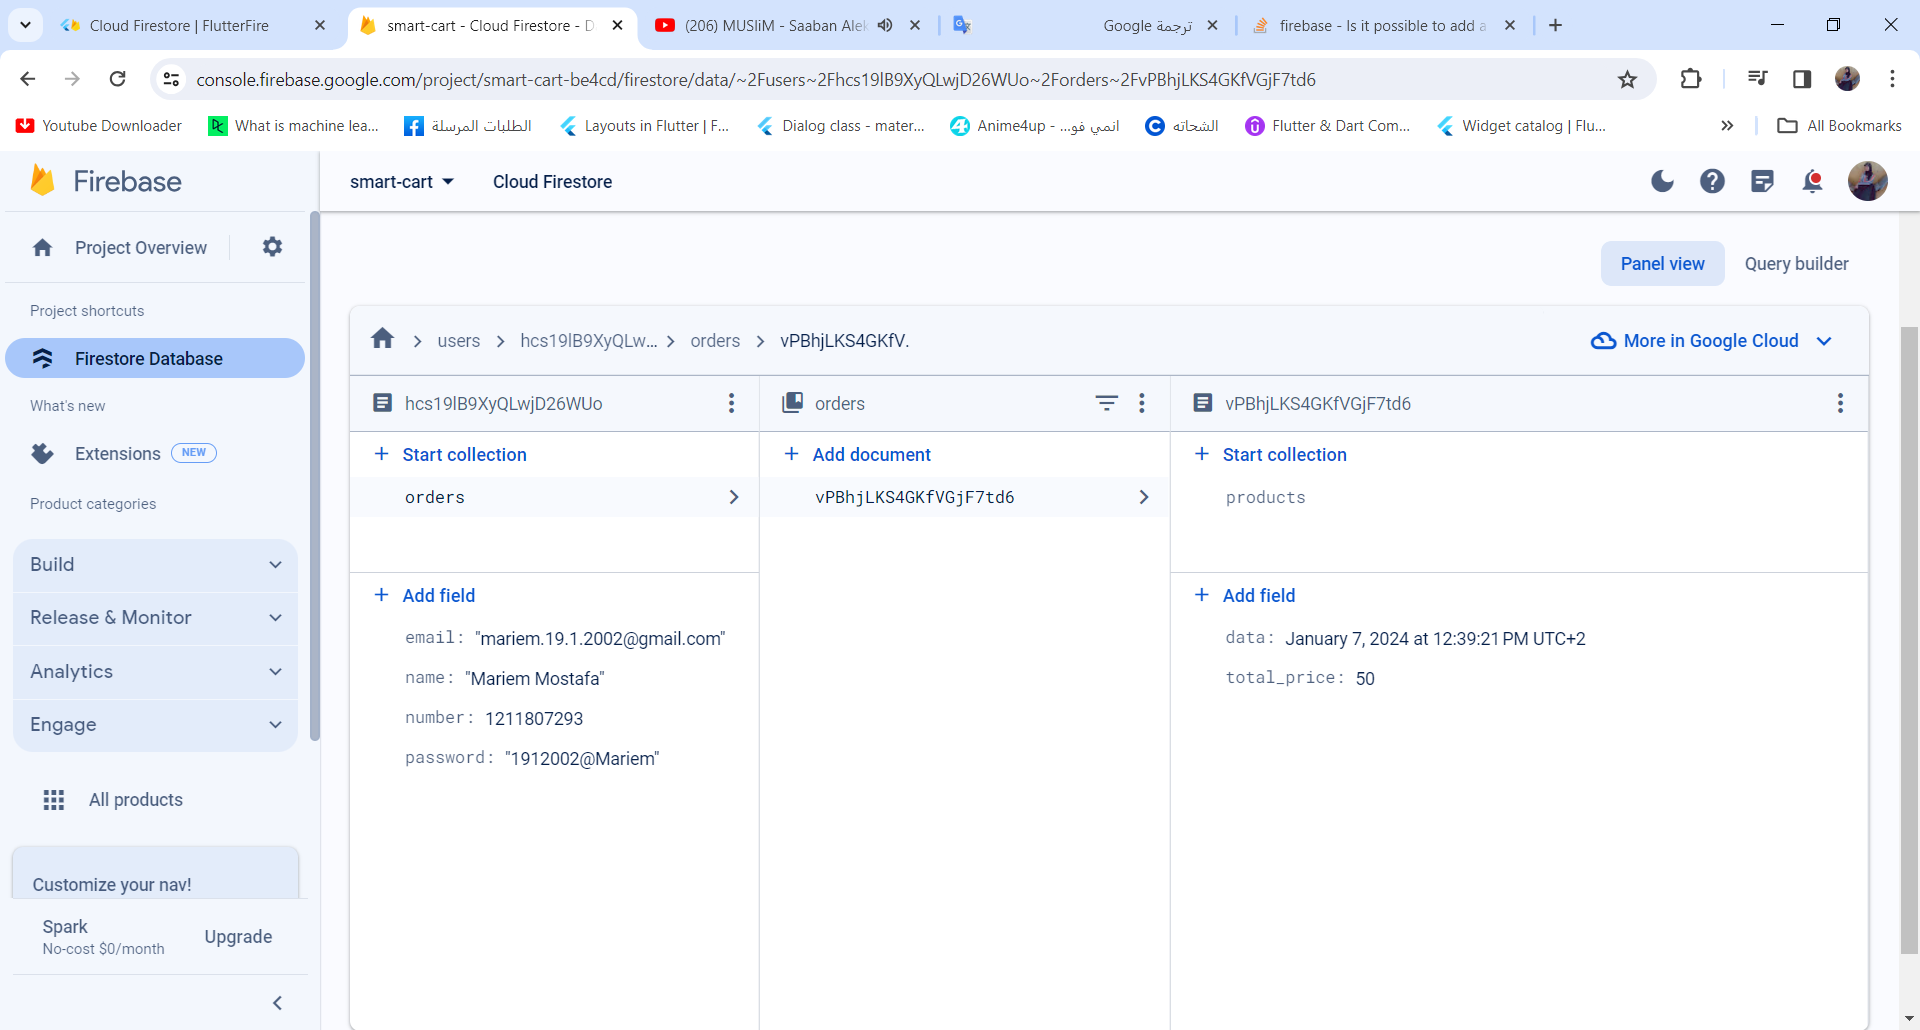 Cloud Firestore | FlutterFire
smart-cart - Cloud Firestore - D
(206) MUSliM - Saaban Alek
ترجمة Google
firebase - Is it possible to add a
console.firebase.google.com/project/smart-cart-be4cd/firestore/data/~2Fusers~2Fhcs19lB9XyQLwjD26WUo~2Forders~2FvPBhjLKS4GKfVGjF7td6
Youtube Downloader
What is machine lea...
الطلبات المرسلة
Layouts in Flutter | F...
Dialog class - mater...
Anime4up - ...انمي فو
الشحاته
Flutter & Dart Com...
Widget catalog | Flu...
All Bookmarks
Firebase
smart-cart
Cloud Firestore
Project Overview
Project shortcuts
Firestore Database
What's new
Extensions NEW
Product categories
Build
Release & Monitor
Analytics
Engage
All products
Customize your nav!
Spark
No-cost $0/month
Upgrade
Panel view
Query builder
users
hcs19lB9XyQLw...
orders
vPBhjLKS4GKfV.
More in Google Cloud
hcs19lB9XyQLwjD26WUo
Start collection
orders
Add field
email: "mariem.19.1.2002@gmail.com"
name: "Mariem Mostafa"
number: 1211807293
password: "1912002@Mariem"
orders
Add document
vPBhjLKS4GKfVGjF7td6
vPBhjLKS4GKfVGjF7td6
Start collection
products
Add field
data: January 7, 2024 at 12:39:21 PM UTC+2
total_price: 50